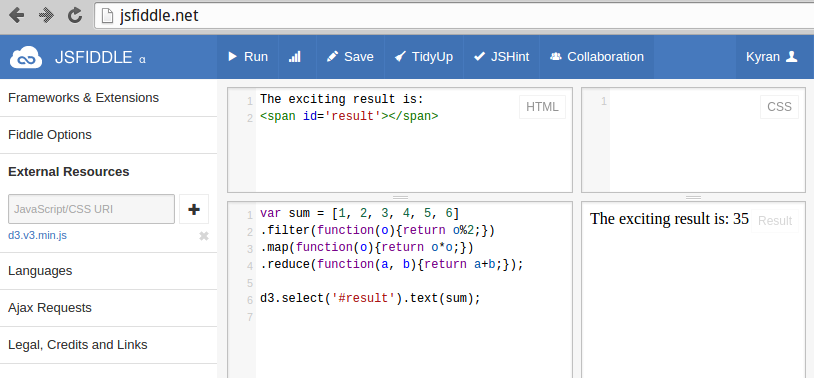 jsfiddle.net
JSFIDDLE α
Run
Save
TidyUp
JSHint
Collaboration
Kyran
Frameworks & Extensions
Fiddle Options
External Resources
JavaScript/CSS URI
d3.v3.min.js
Languages
Ajax Requests
Legal, Credits and Links
1 The exciting result is:
2 <span id='result'></span>
HTML
1
CSS
1 var sum = [1, 2, 3, 4, 5, 6]
2 .filter(function(o){return o%2;})
3 .map(function(o){return o*o;})
4 .reduce(function(a, b){return a+b;});
5
6 d3.select('#result').text(sum);
7
The exciting result is: 35
Result